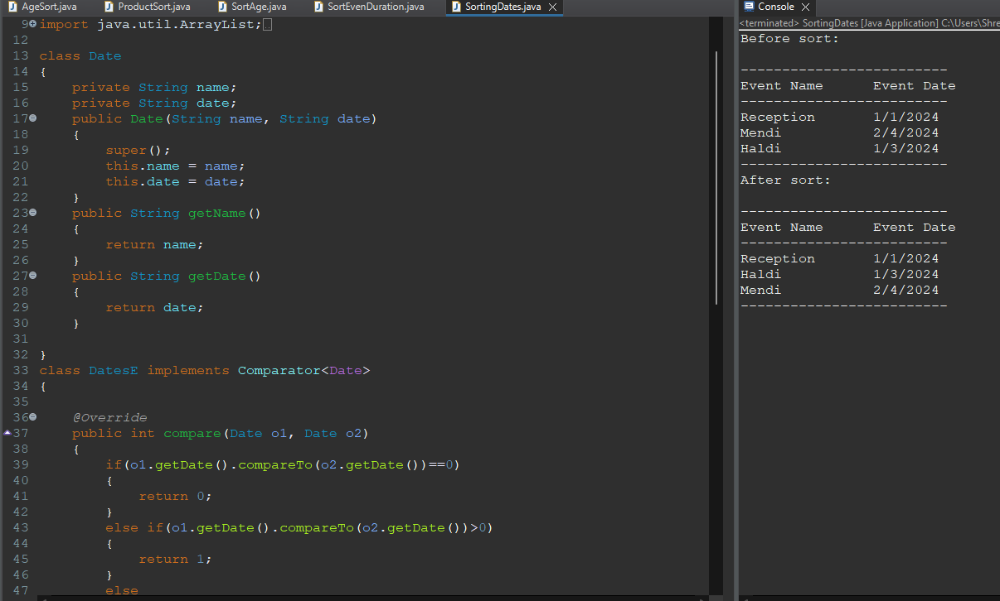 AgeSort.java ProductSort.java SortAge.java SortEvenDuration.java SortingDates.java
9 import java.util.ArrayList;
12
13 class Date
14 {
15     private String name;
16     private String date;
17     public Date(String name, String date)
18     {
19         super();
20         this.name = name;
21         this.date = date;
22     }
23     public String getName()
24     {
25         return name;
26     }
27     public String getDate()
28     {
29         return date;
30     }
31
32 }
33 class DatesE implements Comparator<Date>
34 {
35
36     @Override
37     public int compare(Date o1, Date o2)
38     {
39         if(o1.getDate().compareTo(o2.getDate())==0)
40         {
41             return 0;
42         }
43         else if(o1.getDate().compareTo(o2.getDate())>0)
44         {
45             return 1;
46         }
47         else
Console
<terminated> SortingDates [Java Application] C:\Users\Shre
Before sort:
-------------------------
Event Name      Event Date
-------------------------
Reception       1/1/2024
Mendi           2/4/2024
Haldi           1/3/2024
-------------------------
After sort:
-------------------------
Event Name      Event Date
-------------------------
Reception       1/1/2024
Haldi           1/3/2024
Mendi           2/4/2024
-------------------------